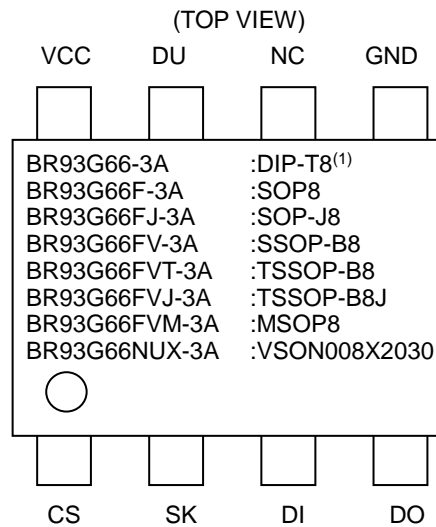 (TOP VIEW)
VCC DU NC GND
BR93G66-3A :DIP-T8(1)
BR93G66F-3A :SOP8
BR93G66FJ-3A :SOP-J8
BR93G66FV-3A :SSOP-B8
BR93G66FVT-3A :TSSOP-B8
BR93G66FVJ-3A :TSSOP-B8J
BR93G66FVM-3A :MSOP8
BR93G66NUX-3A :VSON008X2030
CS SK DI DO